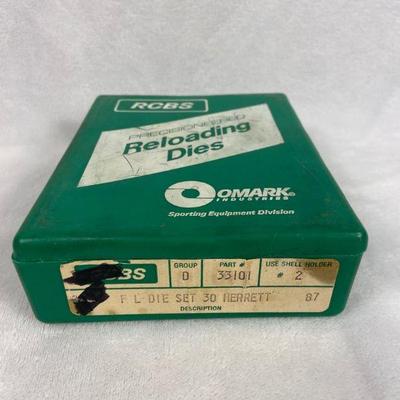 RCBS
PRECISIONEERED
Reloading
Dies
OMARK®
INDUSTRIES
Sporting Equipment Division
BS GROUP PART # USE SHELL HOLDER
D 33101 # 2
F L DIE SET 30 HERRETT 87
DESCRIPTION